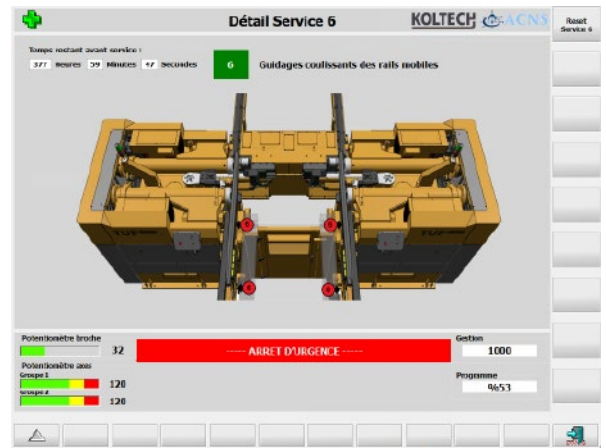 Détail Service 6
KOLTECH ACNS
Reset
Service 6
Temps restant avant service :
377 Heures 59 Minutes 47 Secondes
6 Guidages coulissants des rails mobiles
Potentiomètre broche
32
---- ARRET D'URGENCE ----
Gestion
1000
Potentiomètre axes
Groupe 1
120
Groupe 2
120
Programme
%53